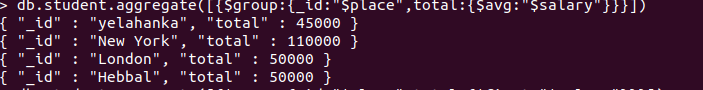 > db.student.aggregate([{$group:{_id:"$place",total:{$avg:"$salary"}}}])
{ "_id" : "yelahanka", "total" : 45000 }
{ "_id" : "New York", "total" : 110000 }
{ "_id" : "London", "total" : 50000 }
{ "_id" : "Hebbal", "total" : 50000 }